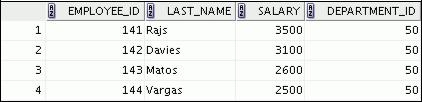 EMPLOYEE_ID LAST_NAME SALARY DEPARTMENT_ID
1 141 Rajs 3500 50
2 142 Davies 3100 50
3 143 Matos 2600 50
4 144 Vargas 2500 50